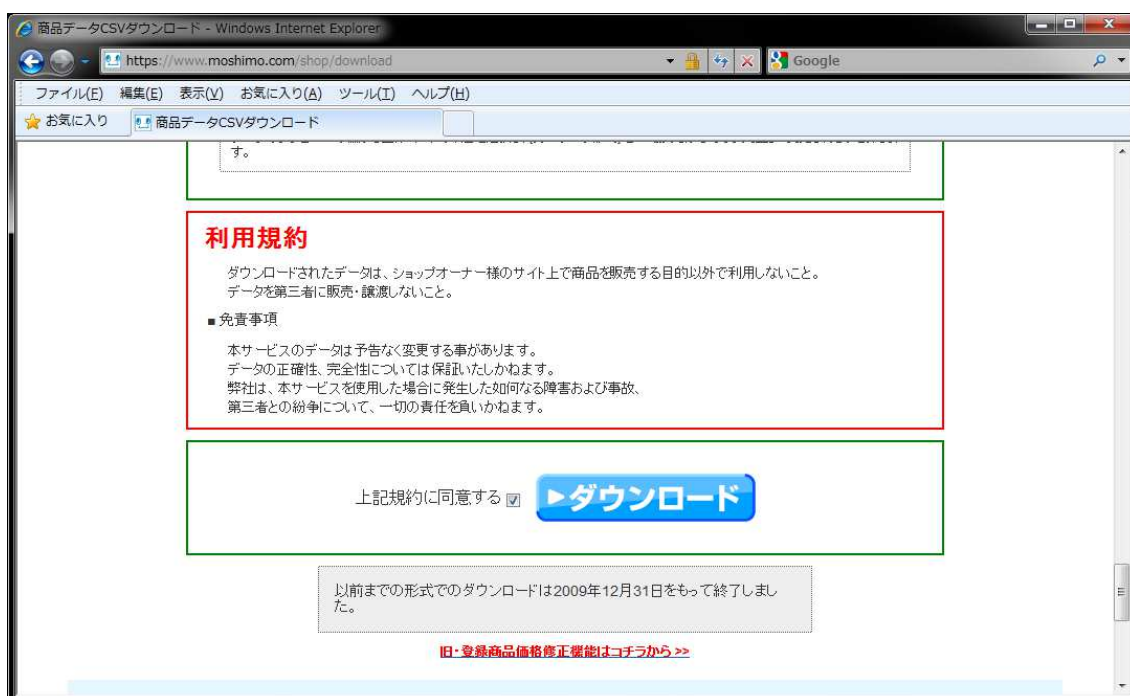 商品データCSVダウンロード - Windows Internet Explorer
https://www.moshimo.com/shop/download
Google
ファイル(F) 編集(E) 表示(V) お気に入り(A) ツール(T) ヘルプ(H)
お気に入り 商品データCSVダウンロード
す。
利用規約
ダウンロードされたデータは、ショップオーナー様のサイト上で商品を販売する目的以外で利用しないこと。
データを第三者に販売・譲渡しないこと。
■免責事項
本サービスのデータは予告なく変更する事があります。
データの正確性、完全性については保証いたしかねます。
弊社は、本サービスを使用した場合に発生した如何なる障害および事故、
第三者との紛争について、一切の責任を負いかねます。
上記規約に同意する ダウンロード
以前までの形式でのダウンロードは2009年12月31日をもって終了しまし
た。
旧・登録商品価格修正機能はコチラから >>